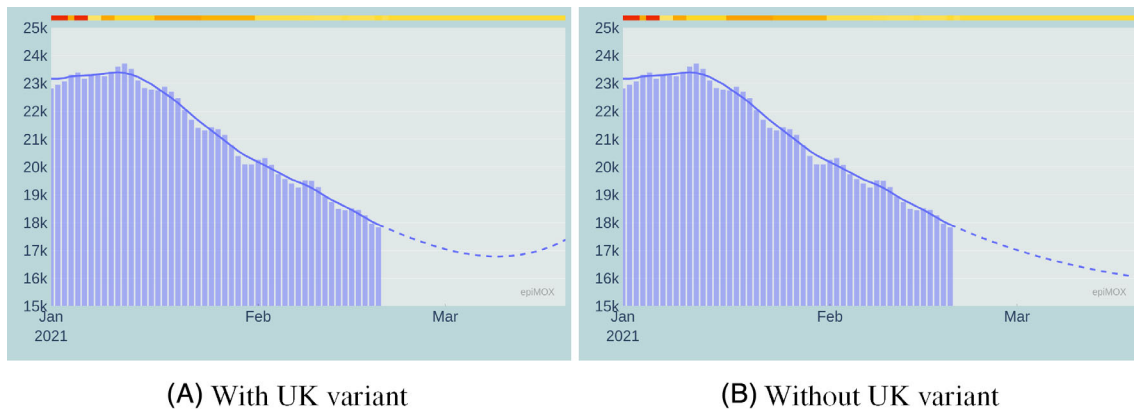 25k 25k
24k 24k
23k 23k
22k 22k
21k 21k
20k 20k
19k 19k
18k 18k
17k 17k
16k 16k
epiMOX epiMOX
15k 15k
Jan Feb Mar Jan Feb Mar
2021 2021
(A) With UK variant (B) Without UK variant